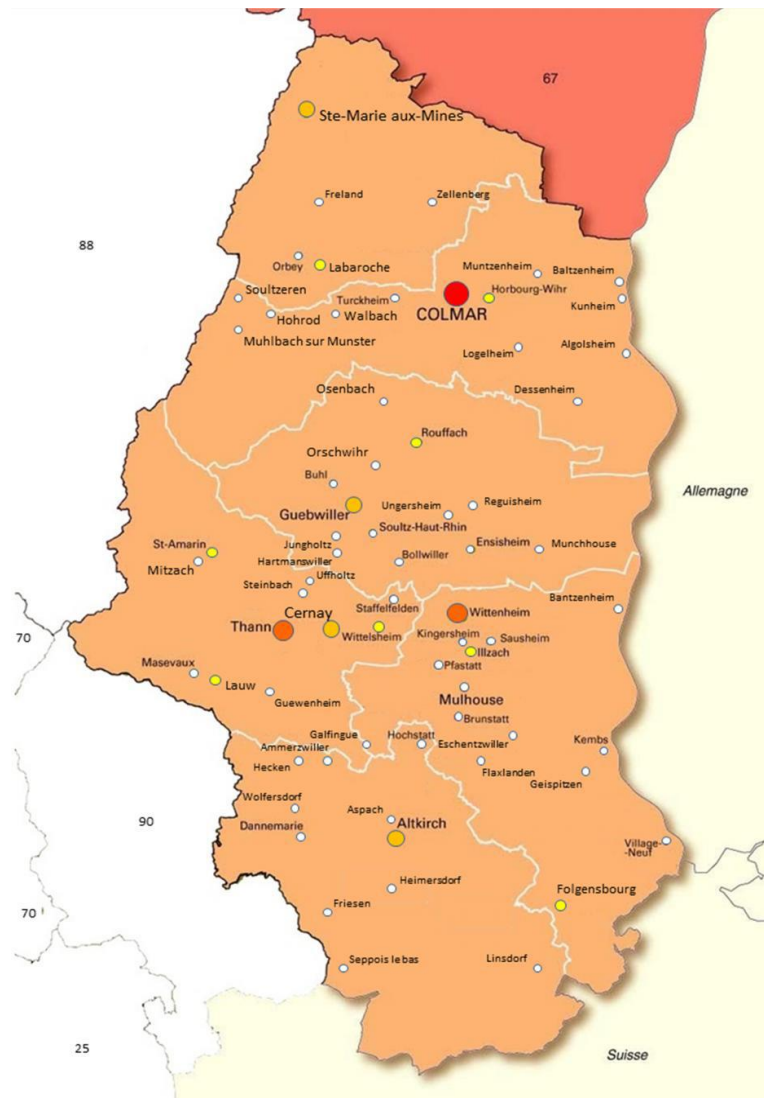 67
Ste-Marie aux-Mines
Freland
Zellenberg
88
Orbey
Labaroche
Muntzenheim
Baltzenheim
Soultzeren
Turckheim
Horbourg-Wihr
Kunheim
Hohrod
Walbach
COLMAR
Muhlbach sur Munster
Logelheim
Algolsheim
Osenbach
Dessenheim
Rouffach
Orschwihr
Buhl
Allemagne
Guebwiller
Ungersheim
Reguisheim
Soultz-Haut-Rhin
St-Amarin
Jungholtz
Ensisheim
Munchhouse
Mitzach
Hartmanswiller
Bollwiller
Uffholtz
Steinbach
Staffelfelden
Bantzenheim
Cernay
Wittenheim
Thann
Wittelsheim
Kingersheim
Sausheim
70
Illzach
Masevaux
Pfastatt
Lauw
Guewenheim
Mulhouse
Brunstatt
Galfingue
Hochstatt
Eschentzwiller
Kembs
Ammerzwiller
Hecken
Flaxlanden
Geispitzen
Wolfersdorf
Aspach
90
Dannemarie
Altkirch
Village-
-Neuf
Heimersdorf
Folgensbourg
70
Friesen
Seppois le bas
Linsdorf
25
Suisse